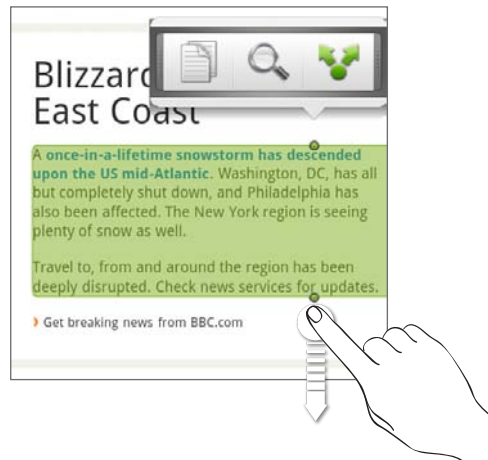 Blizzard
East Coast
A once-in-a-lifetime snowstorm has descended
upon the US mid-Atlantic. Washington, DC, has all
but completely shut down, and Philadelphia has
also been affected. The New York region is seeing
plenty of snow as well.
Travel to, from and around the region has been
deeply disrupted. Check news services for updates.
Get breaking news from BBC.com